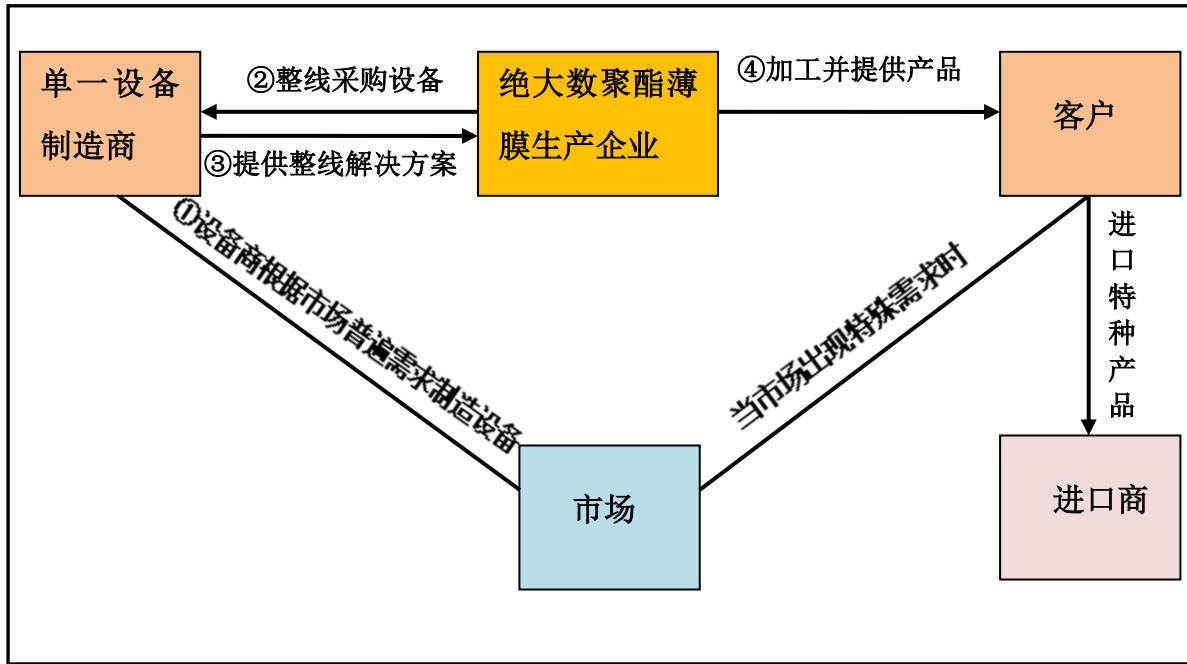 单一设备
制造商
②整线采购设备
③提供整线解决方案
绝大数聚酯薄
膜生产企业
④加工并提供产品
客户
①设备商根据市场普遍需求制造设备
当市场出现特殊需求时
进口特种产品
市场
进口商